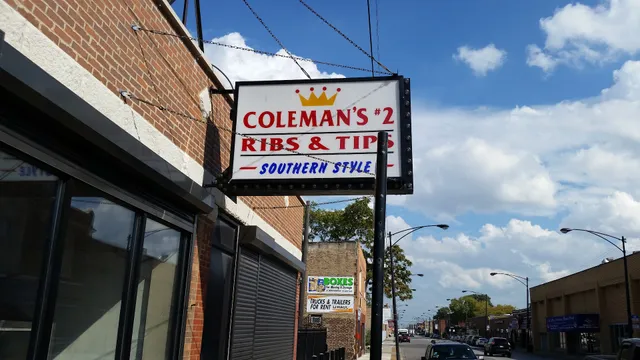 COLEMAN'S #2
RIBS & TIPS
SOUTHERN STYLE
BOXES
TRUCKS & TRAILERS
FOR RENT